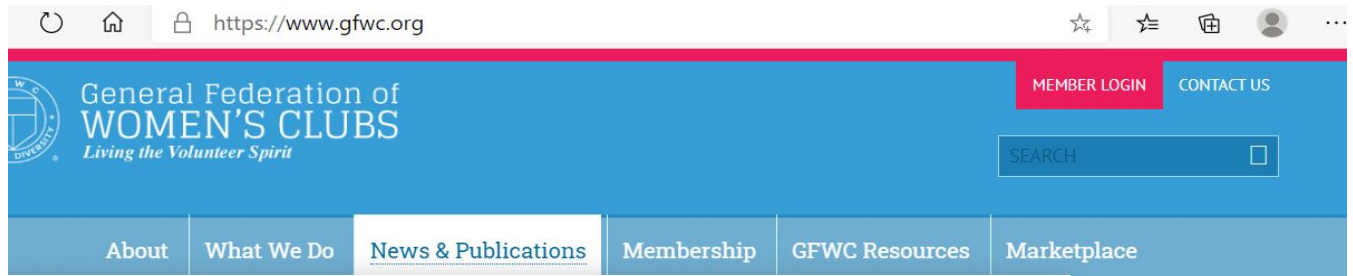 https://www.gfwc.org
MEMBER LOGIN
CONTACT US
General Federation of
WOMEN'S CLUBS
Living the Volunteer Spirit
SEARCH
About
What We Do
News & Publications
Membership
GFWC Resources
Marketplace